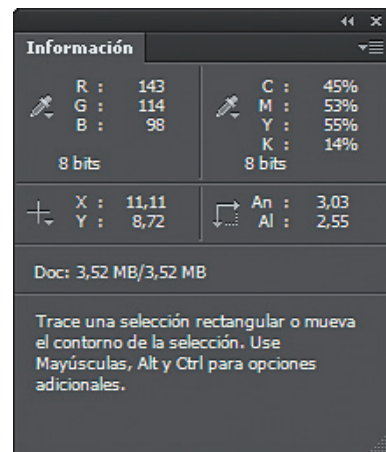 Información
R : 143
G : 114
B : 98
8 bits
C : 45%
M : 53%
Y : 55%
K : 14%
8 bits
X : 11,11
Y : 8,72
An : 3,03
Al : 2,55
Doc: 3,52 MB/3,52 MB
Trace una selección rectangular o mueva
el contorno de la selección. Use
Mayúsculas, Alt y Ctrl para opciones
adicionales.